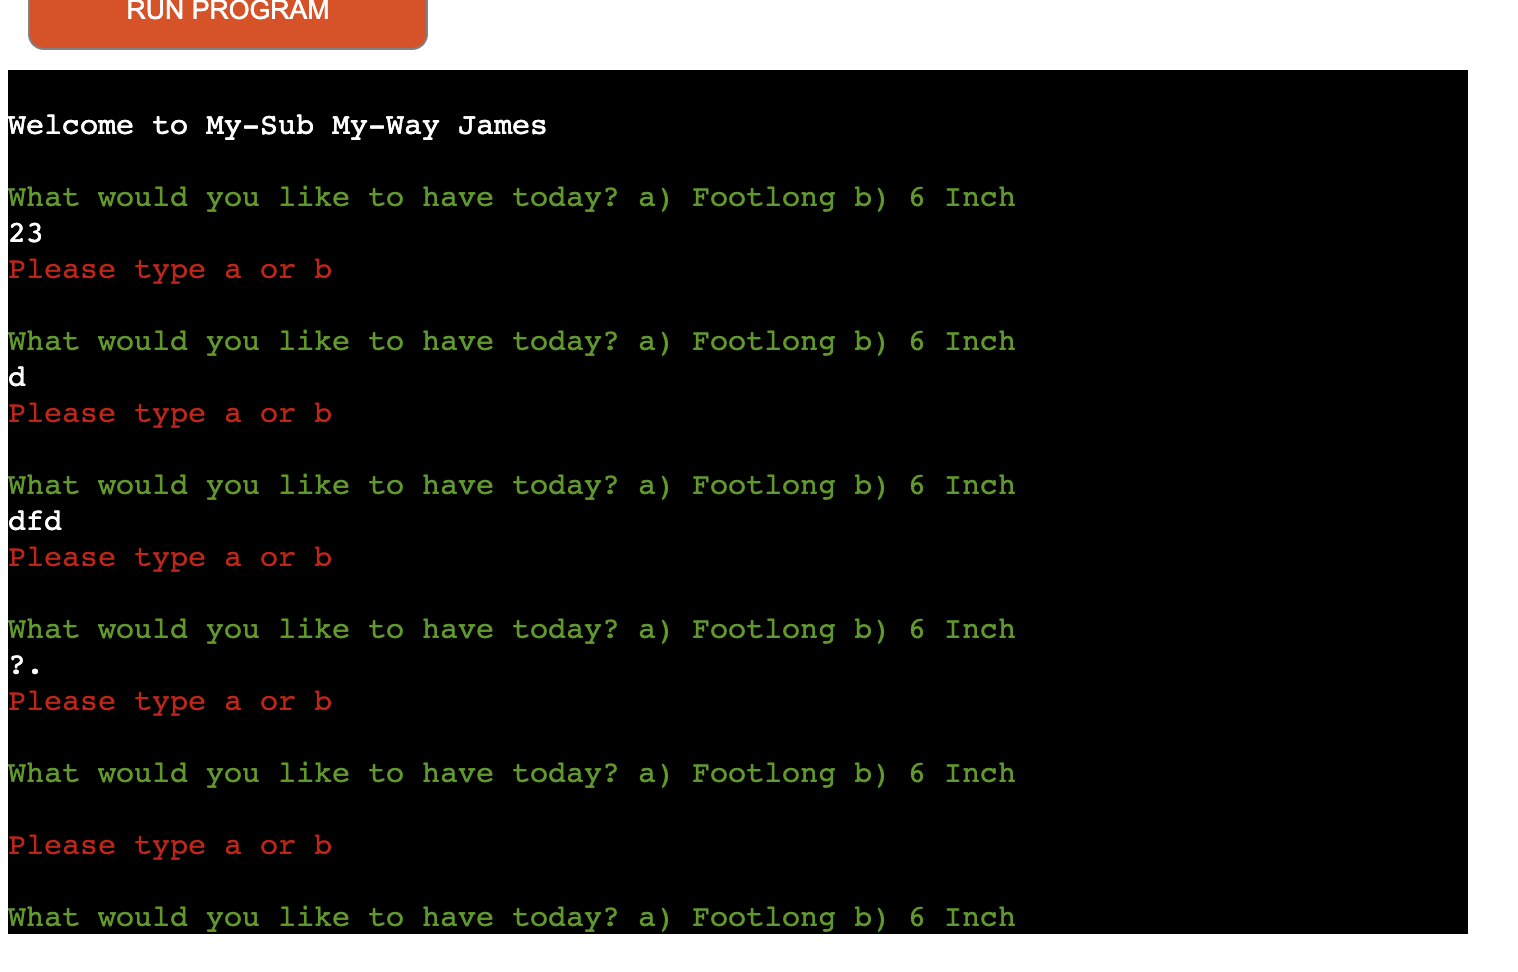 RUN PROGRAM
Welcome to My-Sub My-Way James
What would you like to have today? a) Footlong b) 6 Inch
23
Please type a or b
What would you like to have today? a) Footlong b) 6 Inch
d
Please type a or b
What would you like to have today? a) Footlong b) 6 Inch
dfd
Please type a or b
What would you like to have today? a) Footlong b) 6 Inch
?.
Please type a or b
What would you like to have today? a) Footlong b) 6 Inch
Please type a or b
What would you like to have today? a) Footlong b) 6 Inch